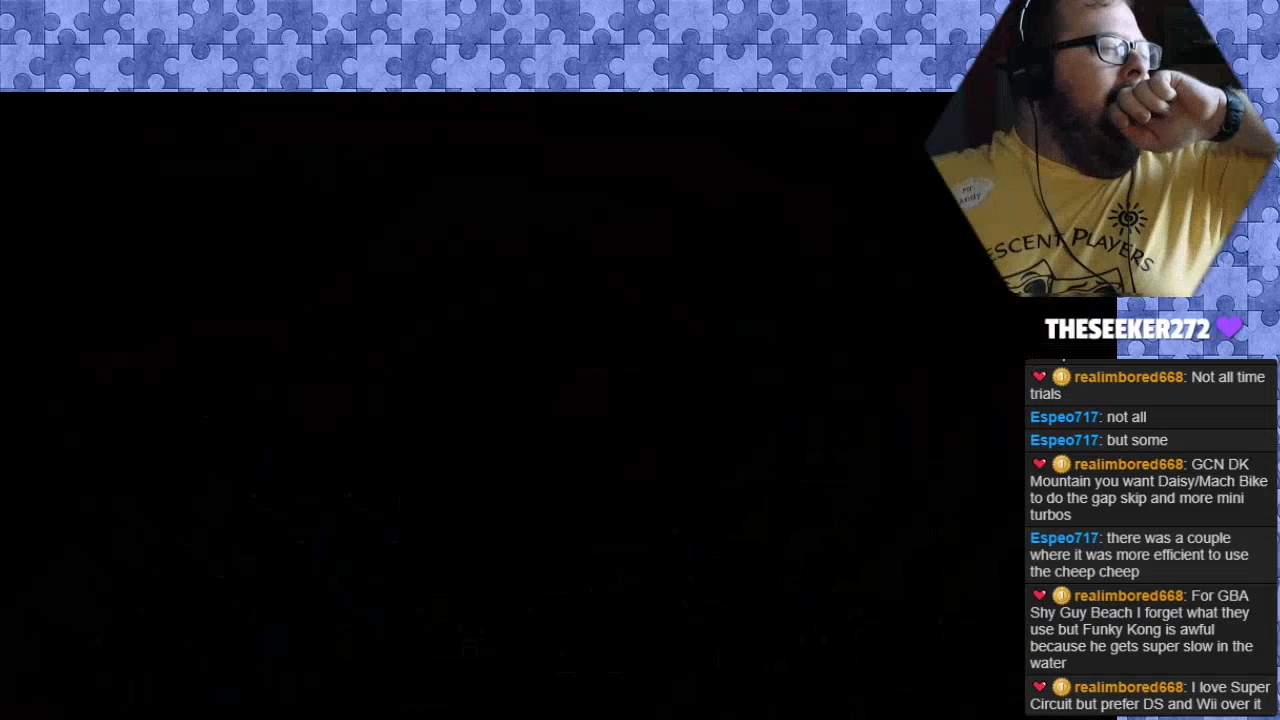 Mr.
Andy
ESCENT PLAYERS
THESEEKER272
realimbored668: Not all time
trials
Espeo717: not all
Espeo717: but some
realimbored668: GCN DK
Mountain you want Daisy/Mach Bike
to do the gap skip and more mini
turbos
Espeo717: there was a couple
where it was more efficient to use
the cheep cheep
realimbored668: For GBA
Shy Guy Beach I forget what they
use but Funky Kong is awful
because he gets super slow in the
water
realimbored668: I love Super
Circuit but prefer DS and Wii over it